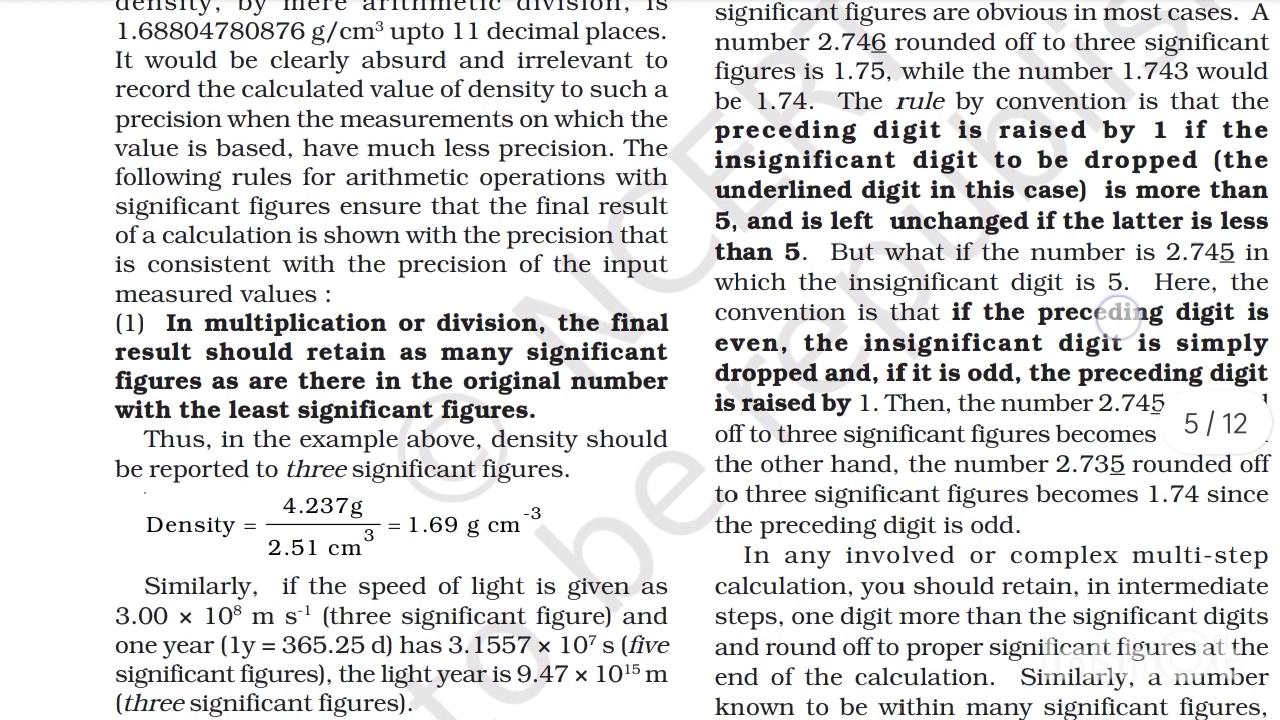 density, by mere arithmetic division, is
1.68804780876 g/cm³ upto 11 decimal places.
It would be clearly absurd and irrelevant to
record the calculated value of density to such a
precision when the measurements on which the
value is based, have much less precision. The
following rules for arithmetic operations with
significant figures ensure that the final result
of a calculation is shown with the precision that
is consistent with the precision of the input
measured values :
(1) In multiplication or division, the final
result should retain as many significant
figures as are there in the original number
with the least significant figures.
Thus, in the example above, density should
be reported to three significant figures.
Density = 4.237g / 2.51 cm³ = 1.69 g cm⁻³
Similarly, if the speed of light is given as
3.00 × 10⁸ m s⁻¹ (three significant figure) and
one year (1y = 365.25 d) has 3.1557 × 10⁷ s (five
significant figures), the light year is 9.47 × 10¹⁵ m
(three significant figures).
significant figures are obvious in most cases. A
number 2.746 rounded off to three significant
figures is 1.75, while the number 1.743 would
be 1.74. The rule by convention is that the
preceding digit is raised by 1 if the
insignificant digit to be dropped (the
underlined digit in this case) is more than
5, and is left unchanged if the latter is less
than 5. But what if the number is 2.745 in
which the insignificant digit is 5. Here, the
convention is that if the preceding digit is
even, the insignificant digit is simply
dropped and, if it is odd, the preceding digit
is raised by 1. Then, the number 2.745
off to three significant figures becomes
the other hand, the number 2.735 rounded off
to three significant figures becomes 1.74 since
the preceding digit is odd.
In any involved or complex multi-step
calculation, you should retain, in intermediate
steps, one digit more than the significant digits
and round off to proper significant figures at the
end of the calculation. Similarly, a number
known to be within many significant figures,
5 / 12
© NCERT
to be republis